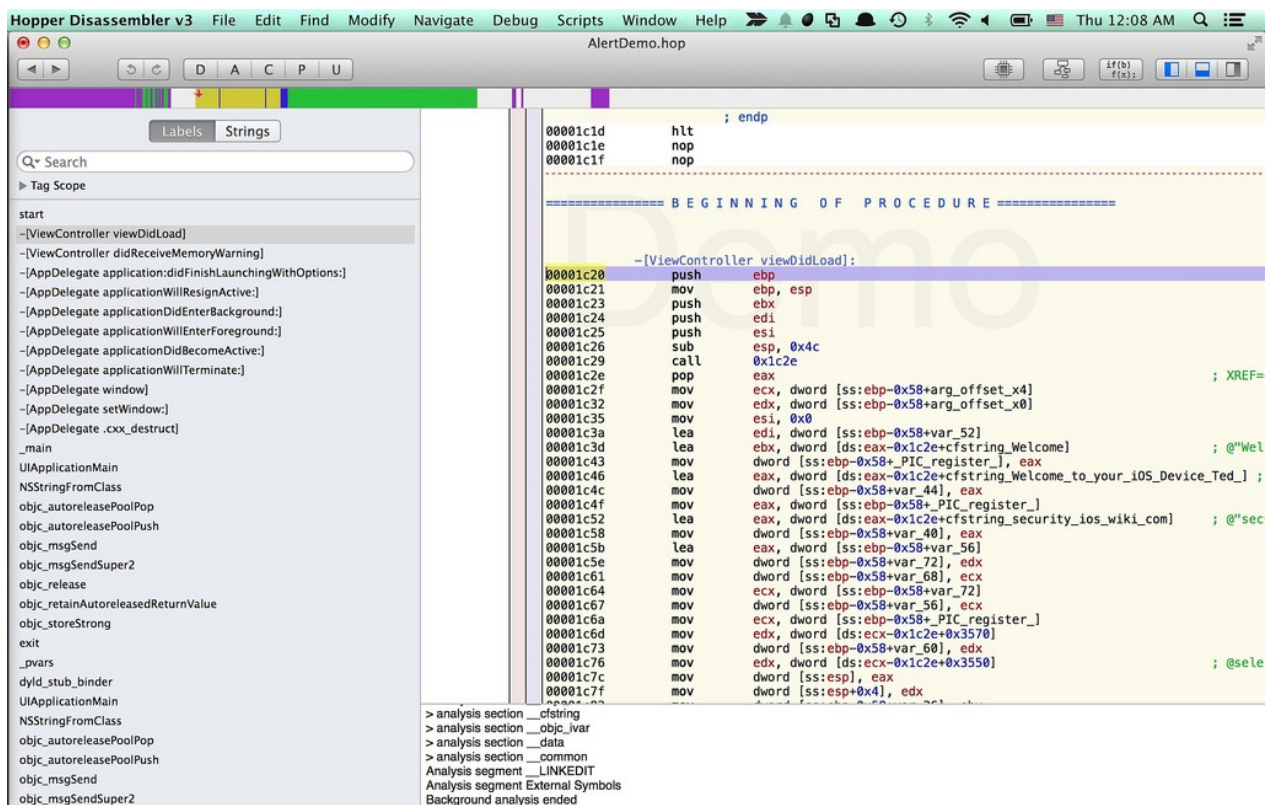 Hopper Disassembler v3 File Edit Find Modify Navigate Debug Scripts Window Help Thu 12:08 AM
AlertDemo.hop
D A C P U if(b) f(x);
Labels Strings
Search
Tag Scope
start
-[ViewController viewDidLoad]
-[ViewController didReceiveMemoryWarning]
-[AppDelegate application:didFinishLaunchingWithOptions:]
-[AppDelegate applicationWillResignActive:]
-[AppDelegate applicationDidEnterBackground:]
-[AppDelegate applicationWillEnterForeground:]
-[AppDelegate applicationDidBecomeActive:]
-[AppDelegate applicationWillTerminate:]
-[AppDelegate window]
-[AppDelegate setWindow:]
-[AppDelegate .cxx_destruct]
_main
UIApplicationMain
NSStringFromClass
objc_autoreleasePoolPop
objc_autoreleasePoolPush
objc_msgSend
objc_msgSendSuper2
objc_release
objc_retainAutoreleasedReturnValue
objc_storeStrong
exit
_pvars
dyld_stub_binder
UIApplicationMain
NSStringFromClass
objc_autoreleasePoolPop
objc_autoreleasePoolPush
objc_msgSend
objc_msgSendSuper2
; endp
00001c1d hlt
00001c1e nop
00001c1f nop
================ B E G I N N I N G   O F   P R O C E D U R E ================
Demo
-[ViewController viewDidLoad]:
00001c20 push ebp
00001c21 mov ebp, esp
00001c23 push ebx
00001c24 push edi
00001c25 push esi
00001c26 sub esp, 0x4c
00001c29 call 0x1c2e
00001c2e pop eax ; XREF=
00001c2f mov ecx, dword [ss:ebp-0x58+arg_offset_x4]
00001c32 mov edx, dword [ss:ebp-0x58+arg_offset_x0]
00001c35 mov esi, 0x0
00001c3a lea edi, dword [ss:ebp-0x58+var_52]
00001c3d lea ebx, dword [ds:eax-0x1c2e+cfstring_Welcome] ; @"Wel
00001c43 mov dword [ss:ebp-0x58+_PIC_register_], eax
00001c46 lea eax, dword [ds:eax-0x1c2e+cfstring_Welcome_to_your_iOS_Device_Ted_] ;
00001c4c mov dword [ss:ebp-0x58+var_44], eax
00001c4f mov eax, dword [ss:ebp-0x58+_PIC_register_]
00001c52 lea eax, dword [ds:eax-0x1c2e+cfstring_security_ios_wiki_com] ; @"sec
00001c58 mov dword [ss:ebp-0x58+var_40], eax
00001c5b lea eax, dword [ss:ebp-0x58+var_56]
00001c5e mov dword [ss:ebp-0x58+var_72], edx
00001c61 mov dword [ss:ebp-0x58+var_68], ecx
00001c64 mov ecx, dword [ss:ebp-0x58+var_72]
00001c67 mov dword [ss:ebp-0x58+var_56], ecx
00001c6a mov ecx, dword [ss:ebp-0x58+_PIC_register_]
00001c6d mov edx, dword [ds:ecx-0x1c2e+0x3570]
00001c73 mov dword [ss:ebp-0x58+var_60], edx
00001c76 mov edx, dword [ds:ecx-0x1c2e+0x3550] ; @sele
00001c7c mov dword [ss:esp], eax
00001c7f mov dword [ss:esp+0x4], edx
> analysis section __cfstring
> analysis section __objc_ivar
> analysis section __data
> analysis section __common
Analysis segment __LINKEDIT
Analysis segment External Symbols
Background analysis ended